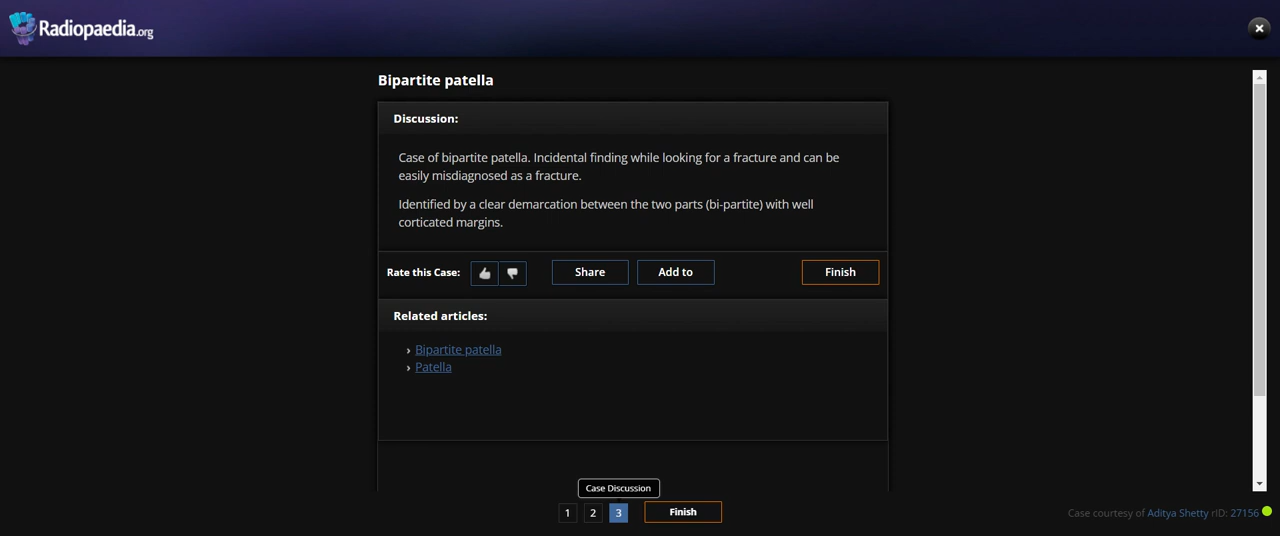 Radiopaedia.org
Bipartite patella
Discussion:
Case of bipartite patella. Incidental finding while looking for a fracture and can be
easily misdiagnosed as a fracture.
Identified by a clear demarcation between the two parts (bi-partite) with well
corticated margins.
Rate this Case:
Share
Add to
Finish
Related articles:
› Bipartite patella
› Patella
Case Discussion
1 2 3 Finish
Case courtesy of Aditya Shetty rID: 27156